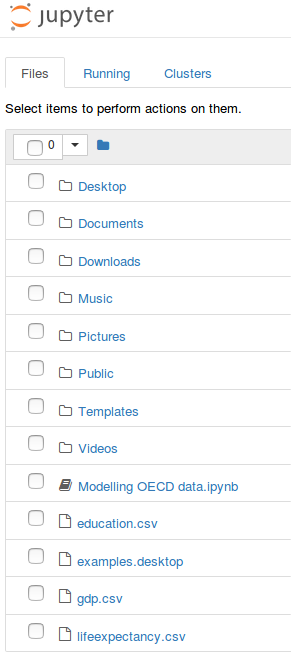 jupyter
Files Running Clusters
Select items to perform actions on them.
0
Desktop
Documents
Downloads
Music
Pictures
Public
Templates
Videos
Modelling OECD data.ipynb
education.csv
examples.desktop
gdp.csv
lifeexpectancy.csv